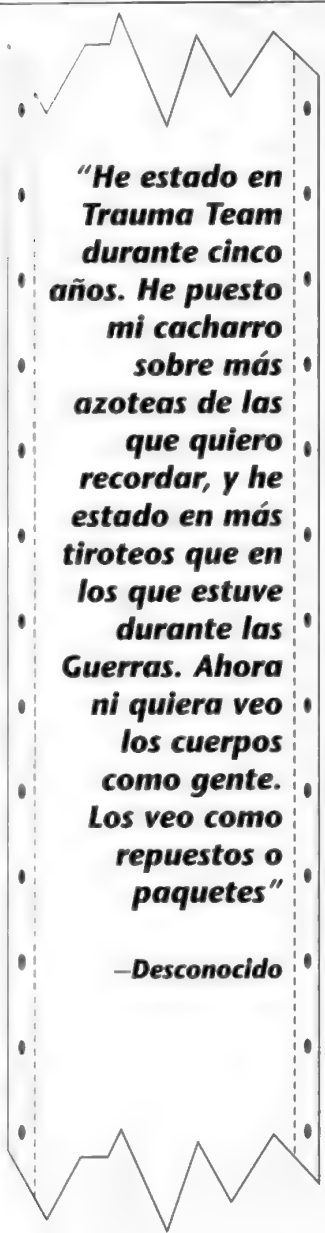 "He estado en
Trauma Team
durante cinco
años. He puesto
mi cacharro
sobre más
azoteas de las
que quiero
recordar, y he
estado en más
tiroteos que en
los que estuve
durante las
Guerras. Ahora
ni quiera veo
los cuerpos
como gente.
Los veo como
repuestos o
paquetes"
—Desconocido